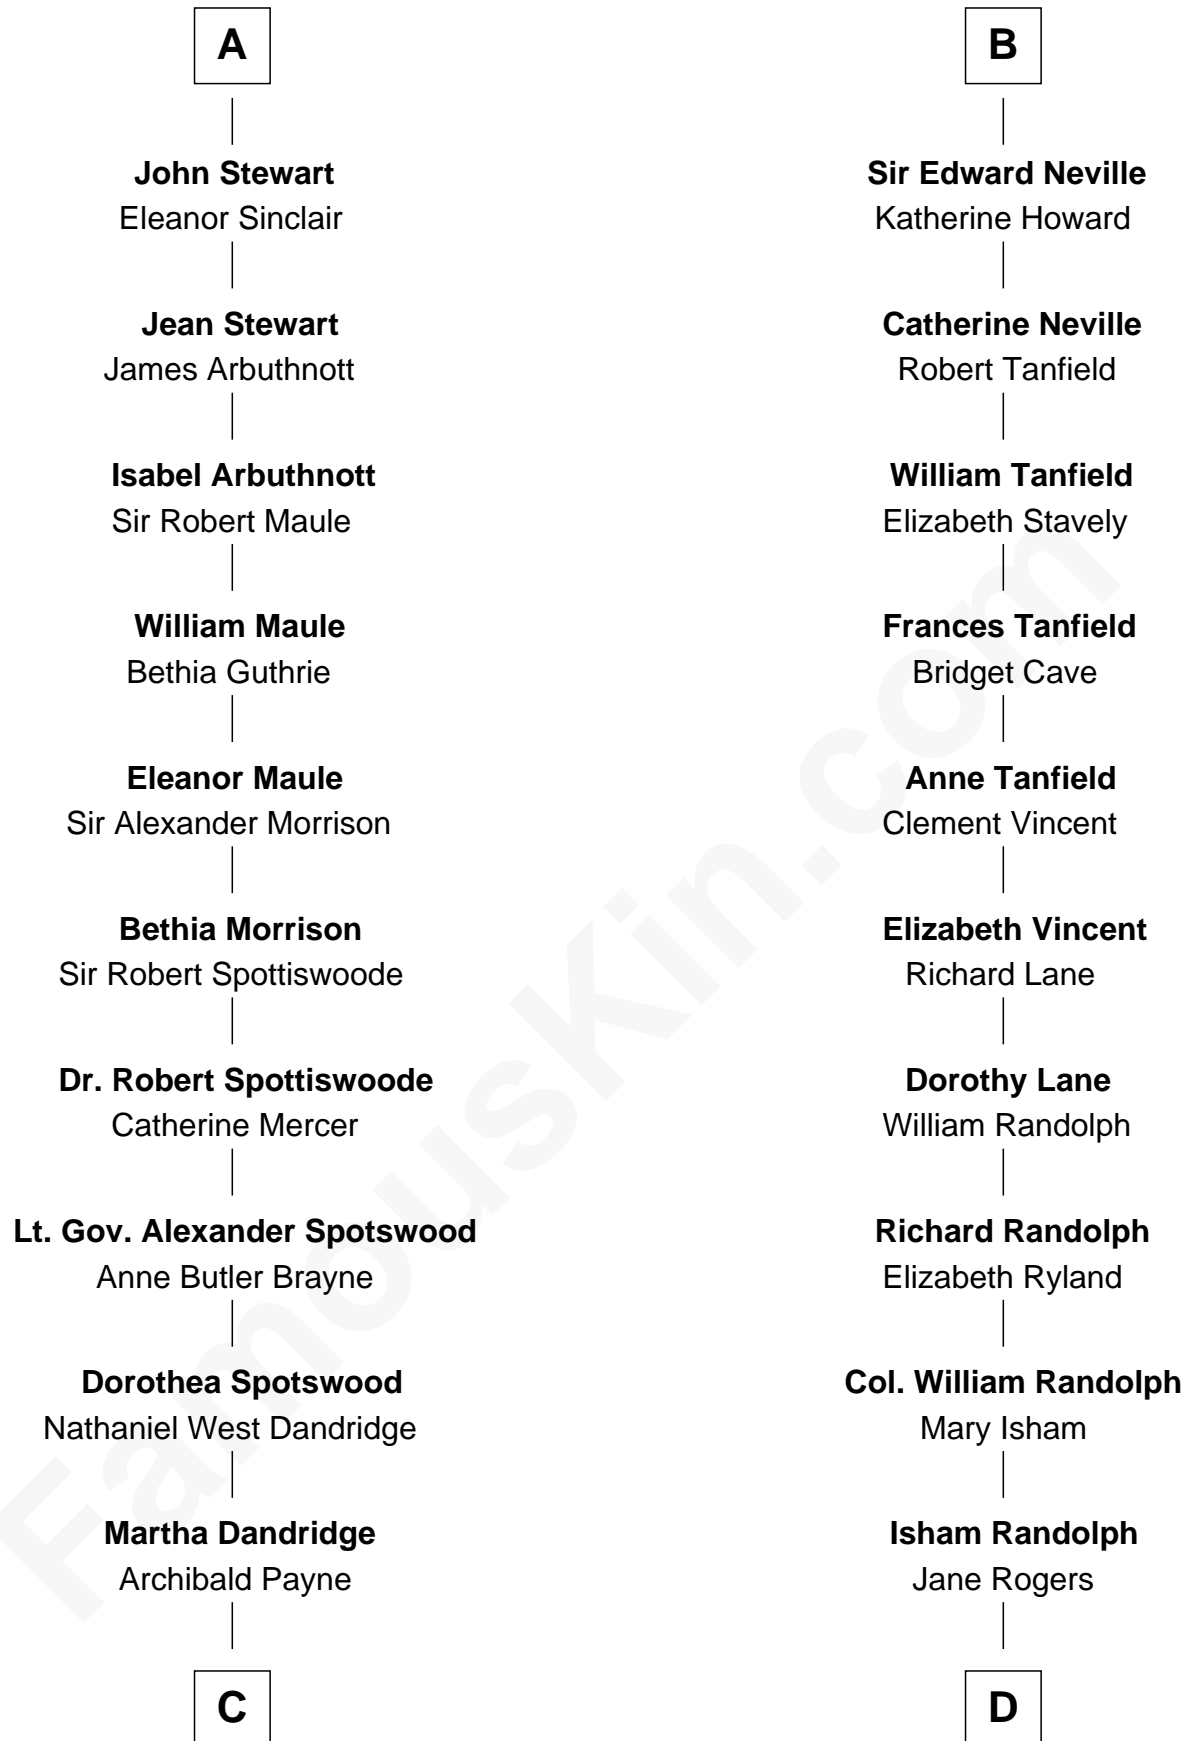 A
John Stewart
Eleanor Sinclair
Jean Stewart
James Arbuthnott
Isabel Arbuthnott
Sir Robert Maule
William Maule
Bethia Guthrie
Eleanor Maule
Sir Alexander Morrison
Bethia Morrison
Sir Robert Spottiswoode
Dr. Robert Spottiswoode
Catherine Mercer
Lt. Gov. Alexander Spotswood
Anne Butler Brayne
Dorothea Spotswood
Nathaniel West Dandridge
Martha Dandridge
Archibald Payne
C
B
Sir Edward Neville
Katherine Howard
Catherine Neville
Robert Tanfield
William Tanfield
Elizabeth Stavely
Frances Tanfield
Bridget Cave
Anne Tanfield
Clement Vincent
Elizabeth Vincent
Richard Lane
Dorothy Lane
William Randolph
Richard Randolph
Elizabeth Ryland
Col. William Randolph
Mary Isham
Isham Randolph
Jane Rogers
D
FamousKin.com